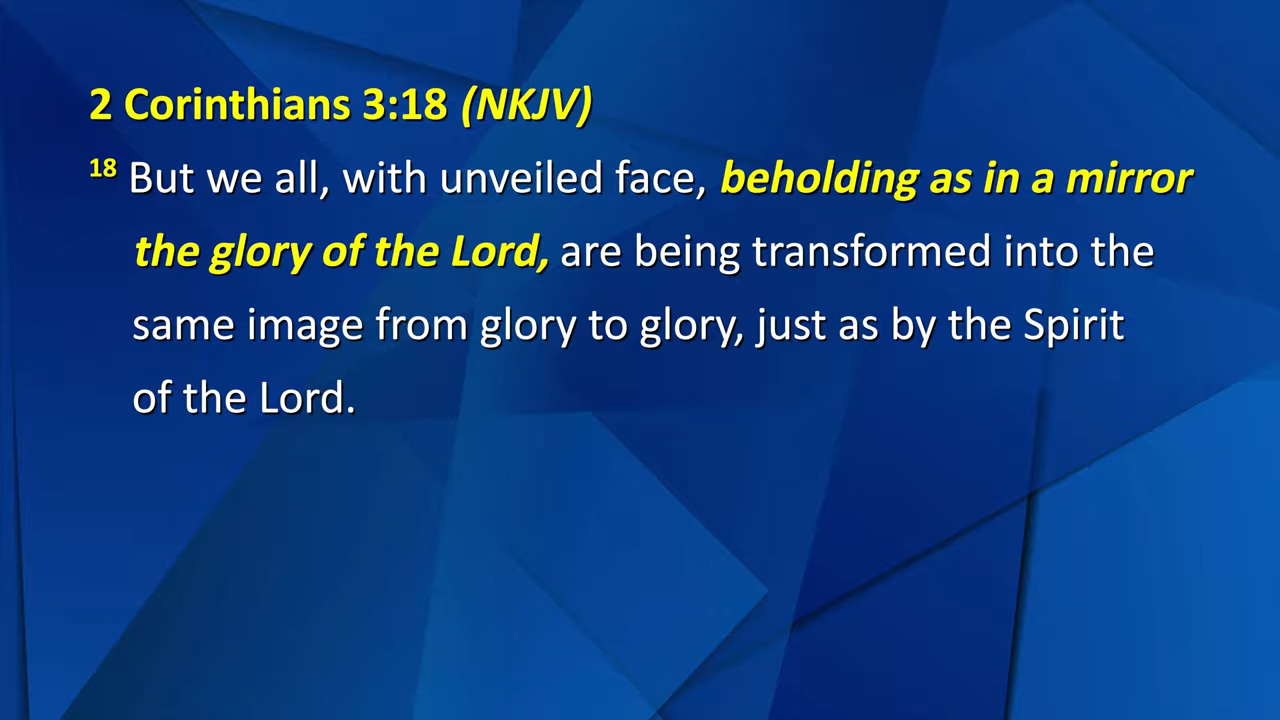 2 Corinthians 3:18 (NKJV)
18 But we all, with unveiled face, beholding as in a mirror
the glory of the Lord, are being transformed into the
same image from glory to glory, just as by the Spirit
of the Lord.